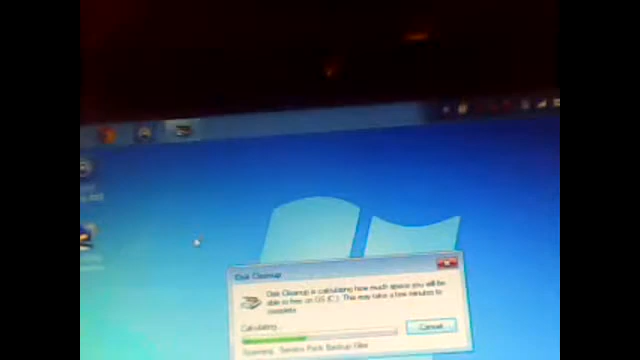 Disk Cleanup
Disk Cleanup is calculating how much space you will be
able to free on OS (C:). This may take a few minutes to
complete.
Calculating...
Cancel
Scanning: Service Pack Backup Files